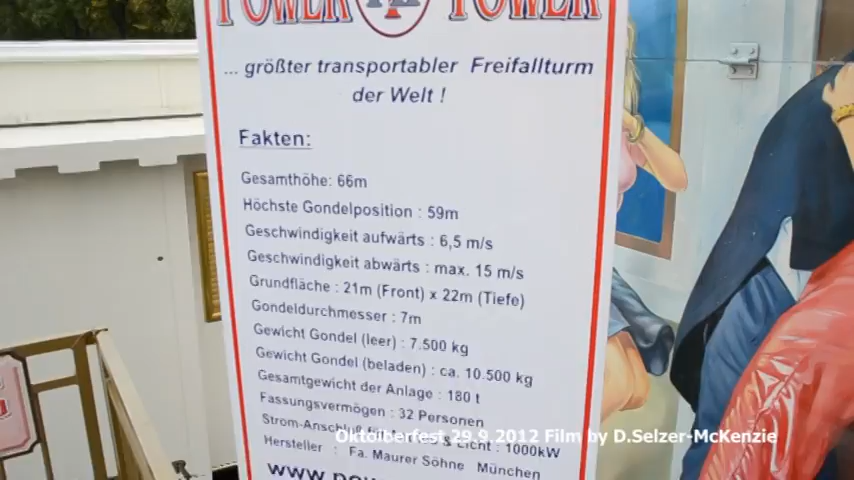 POWER TOWER
... größter transportabler Freifallturm
der Welt !
Fakten:
Gesamthöhe: 66m
Höchste Gondelposition : 59m
Geschwindigkeit aufwärts : 6,5 m/s
Geschwindigkeit abwärts : max. 15 m/s
Grundfläche : 21m (Front) x 22m (Tiefe)
Gondeldurchmesser : 7m
Gewicht Gondel (leer) : 7.500 kg
Gewicht Gondel (beladen) : ca. 10.500 kg
Gesamtgewicht der Anlage : 180 t
Fassungsvermögen : 32 Personen
Strom-Anschluß Licht : 1000kW
Oktoiberfest 29.9.2012 Film by D.Selzer-McKenzie
Hersteller : Fa. Maurer Söhne München